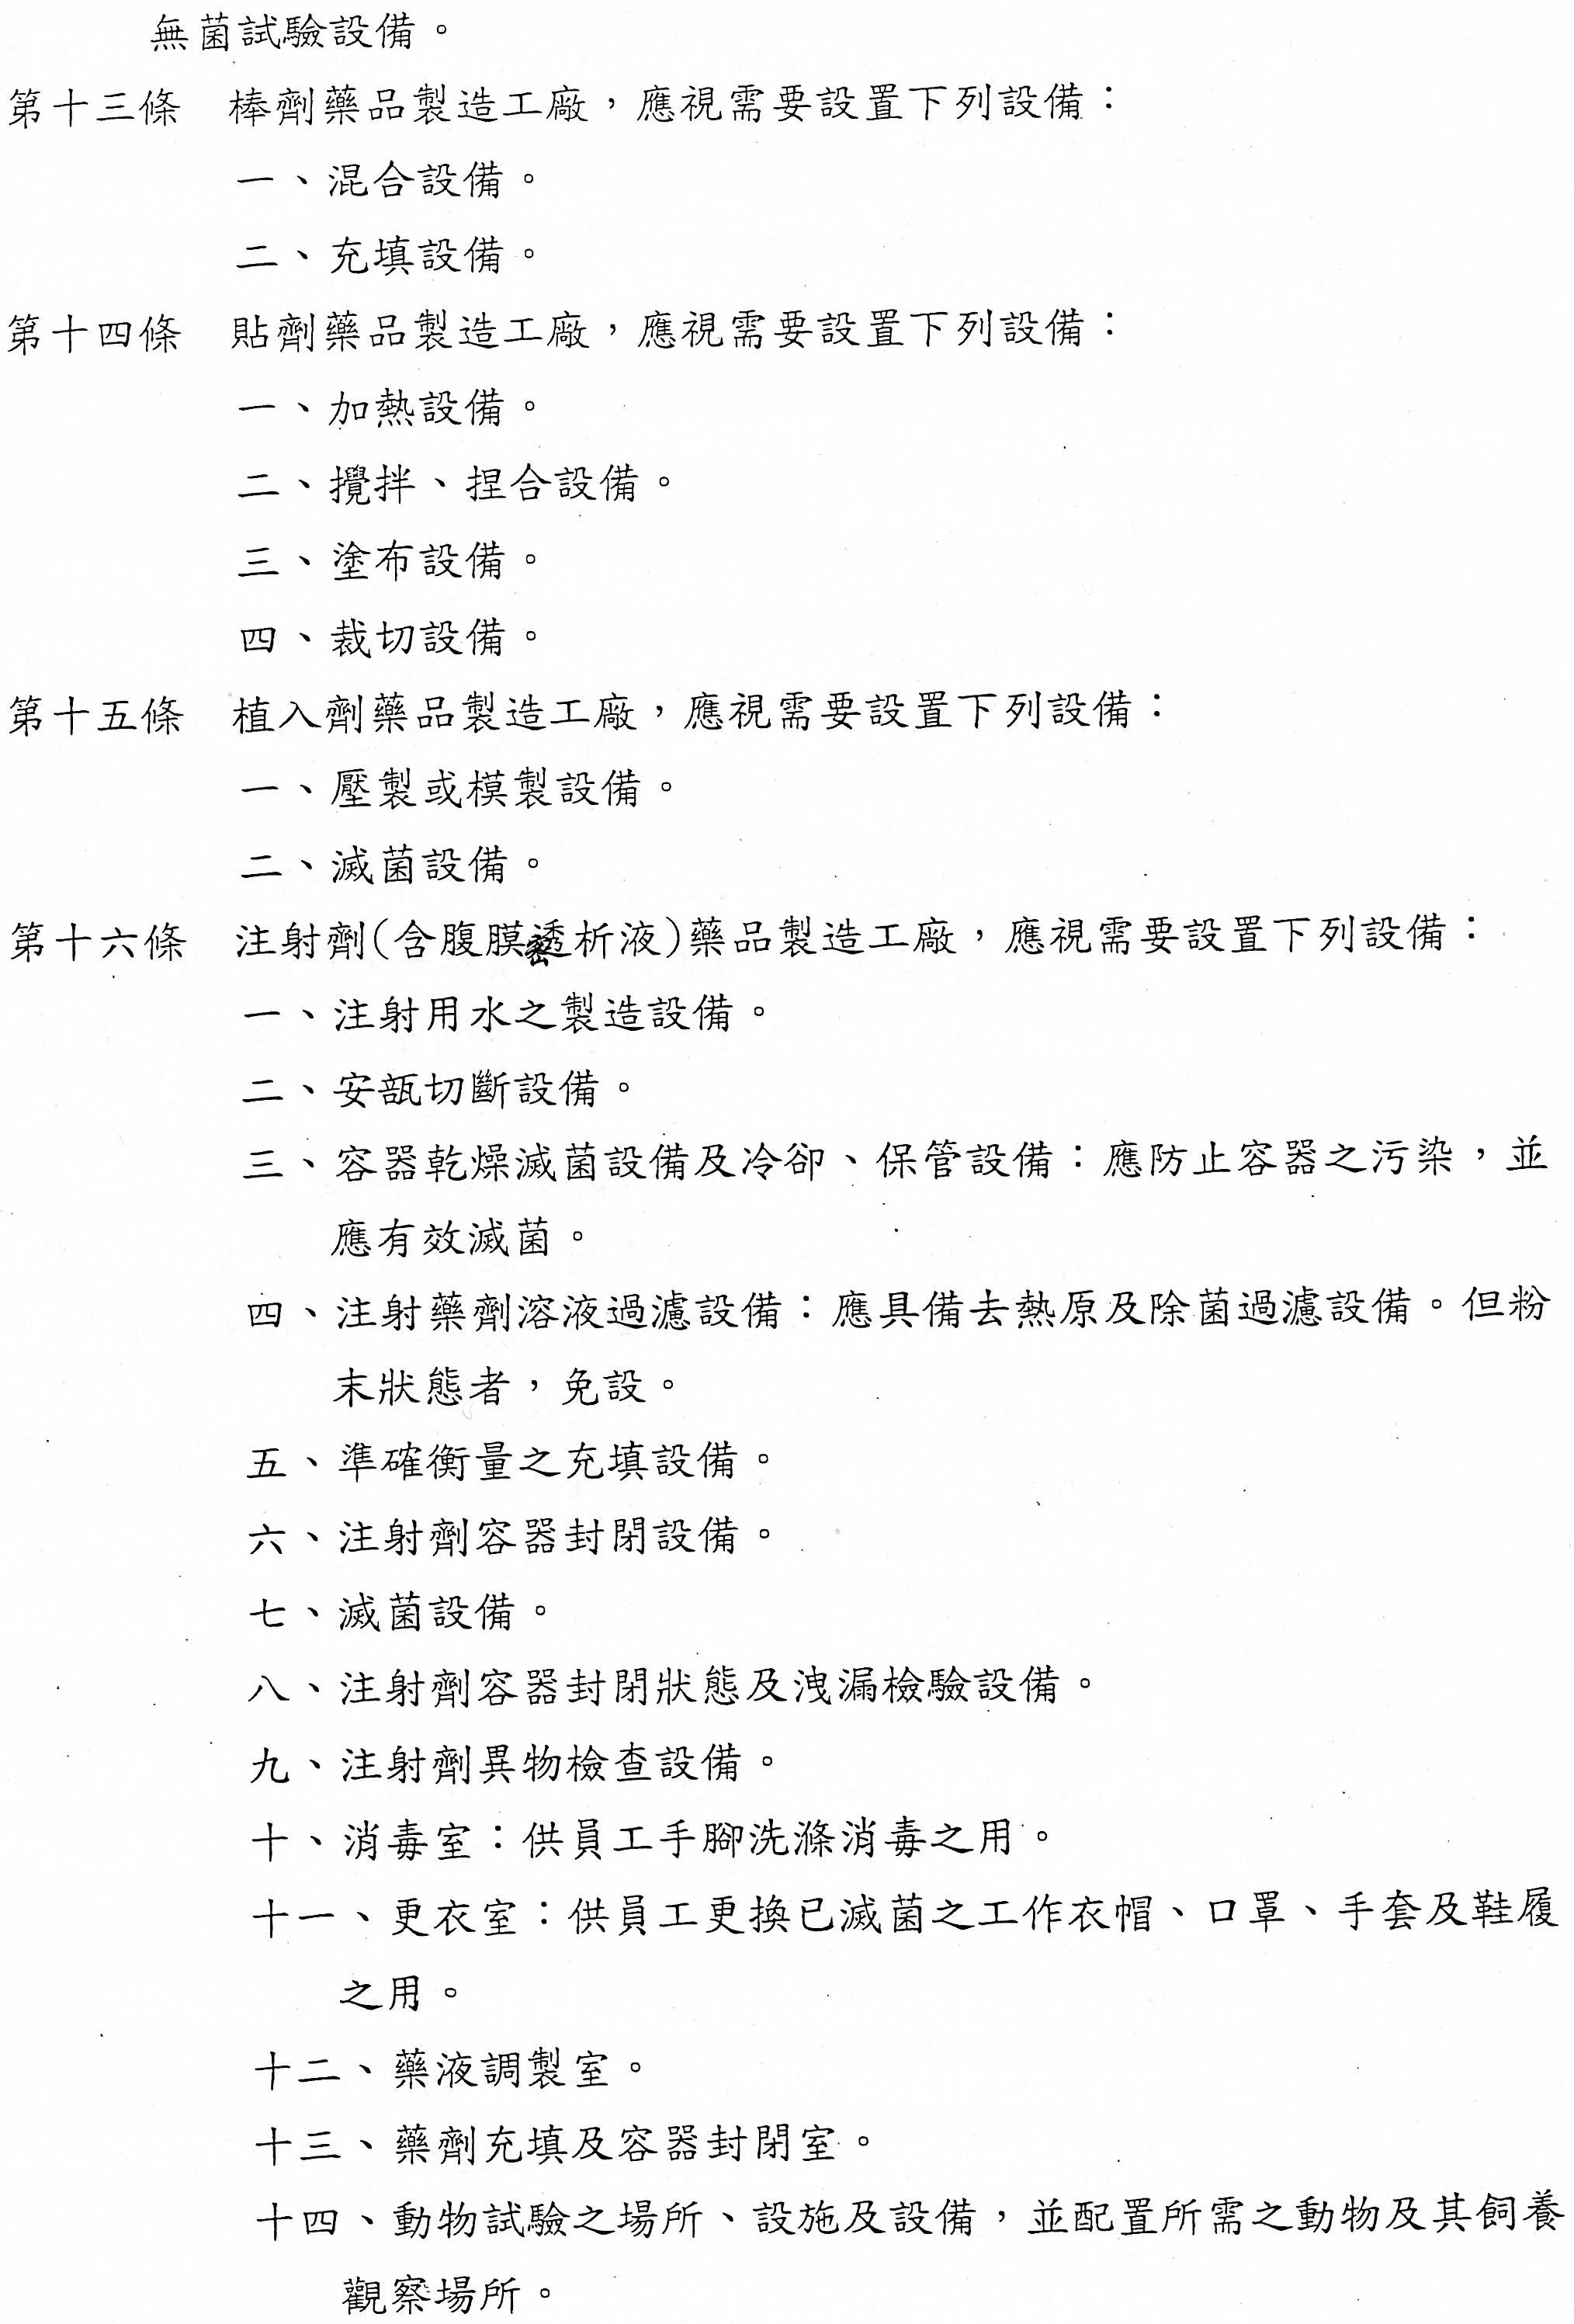 無菌試驗設備。
第十三條　棒劑藥品製造工廠，應視需要設置下列設備：
一、混合設備。
二、充填設備。
第十四條　貼劑藥品製造工廠，應視需要設置下列設備：
一、加熱設備。
二、攪拌、捏合設備。
三、塗布設備。
四、裁切設備。
第十五條　植入劑藥品製造工廠，應視需要設置下列設備：
一、壓製或模製設備。
二、滅菌設備。
第十六條　注射劑(含腹膜透析液)藥品製造工廠，應視需要設置下列設備：
一、注射用水之製造設備。
二、安瓿切斷設備。
三、容器乾燥滅菌設備及冷卻、保管設備：應防止容器之污染，並
應有效滅菌。
四、注射藥劑溶液過濾設備：應具備去熱原及除菌過濾設備。但粉
末狀態者，免設。
五、準確衡量之充填設備。
六、注射劑容器封閉設備。
七、滅菌設備。
八、注射劑容器封閉狀態及洩漏檢驗設備。
九、注射劑異物檢查設備。
十、消毒室：供員工手腳洗滌消毒之用。
十一、更衣室：供員工更換已滅菌之工作衣帽、口罩、手套及鞋履
之用。
十二、藥液調製室。
十三、藥劑充填及容器封閉室。
十四、動物試驗之場所、設施及設備，並配置所需之動物及其飼養
觀察場所。